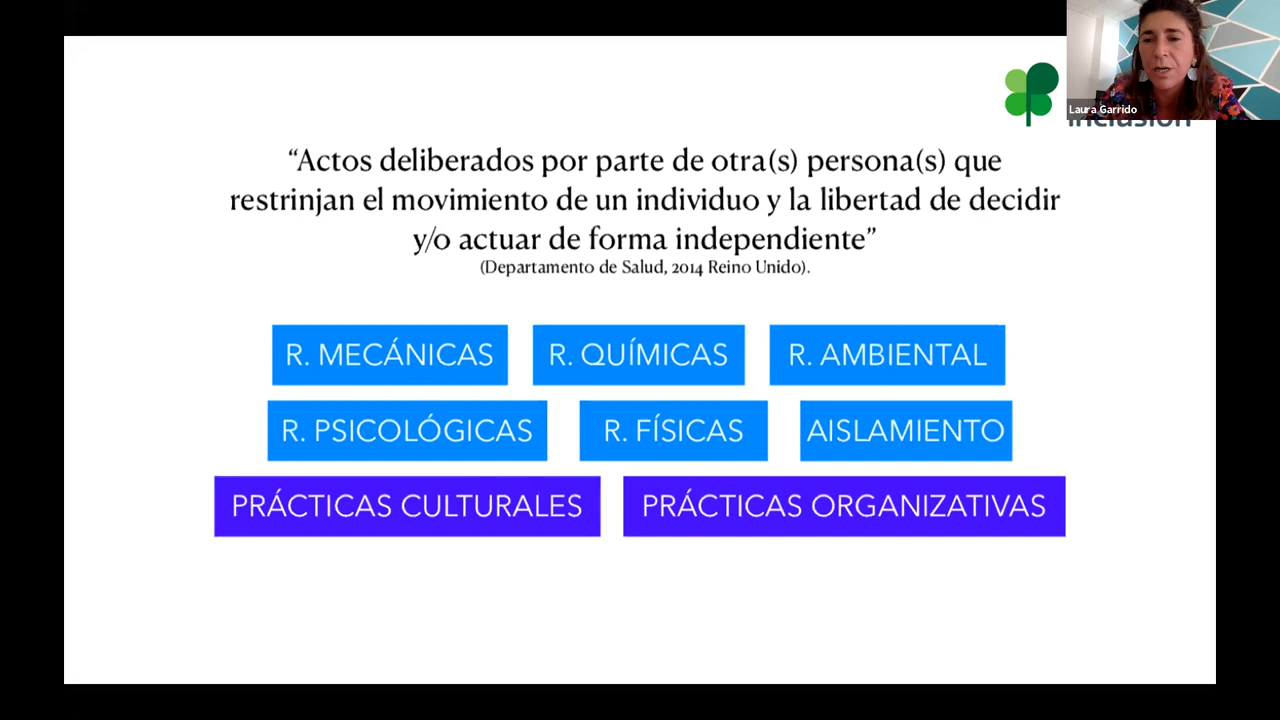 Laura Garrido
inclusión
“Actos deliberados por parte de otra(s) persona(s) que
restrinjan el movimiento de un individuo y la libertad de decidir
y/o actuar de forma independiente”
(Departamento de Salud, 2014 Reino Unido).
R. MECÁNICAS R. QUÍMICAS R. AMBIENTAL
R. PSICOLÓGICAS R. FÍSICAS AISLAMIENTO
PRÁCTICAS CULTURALES PRÁCTICAS ORGANIZATIVAS